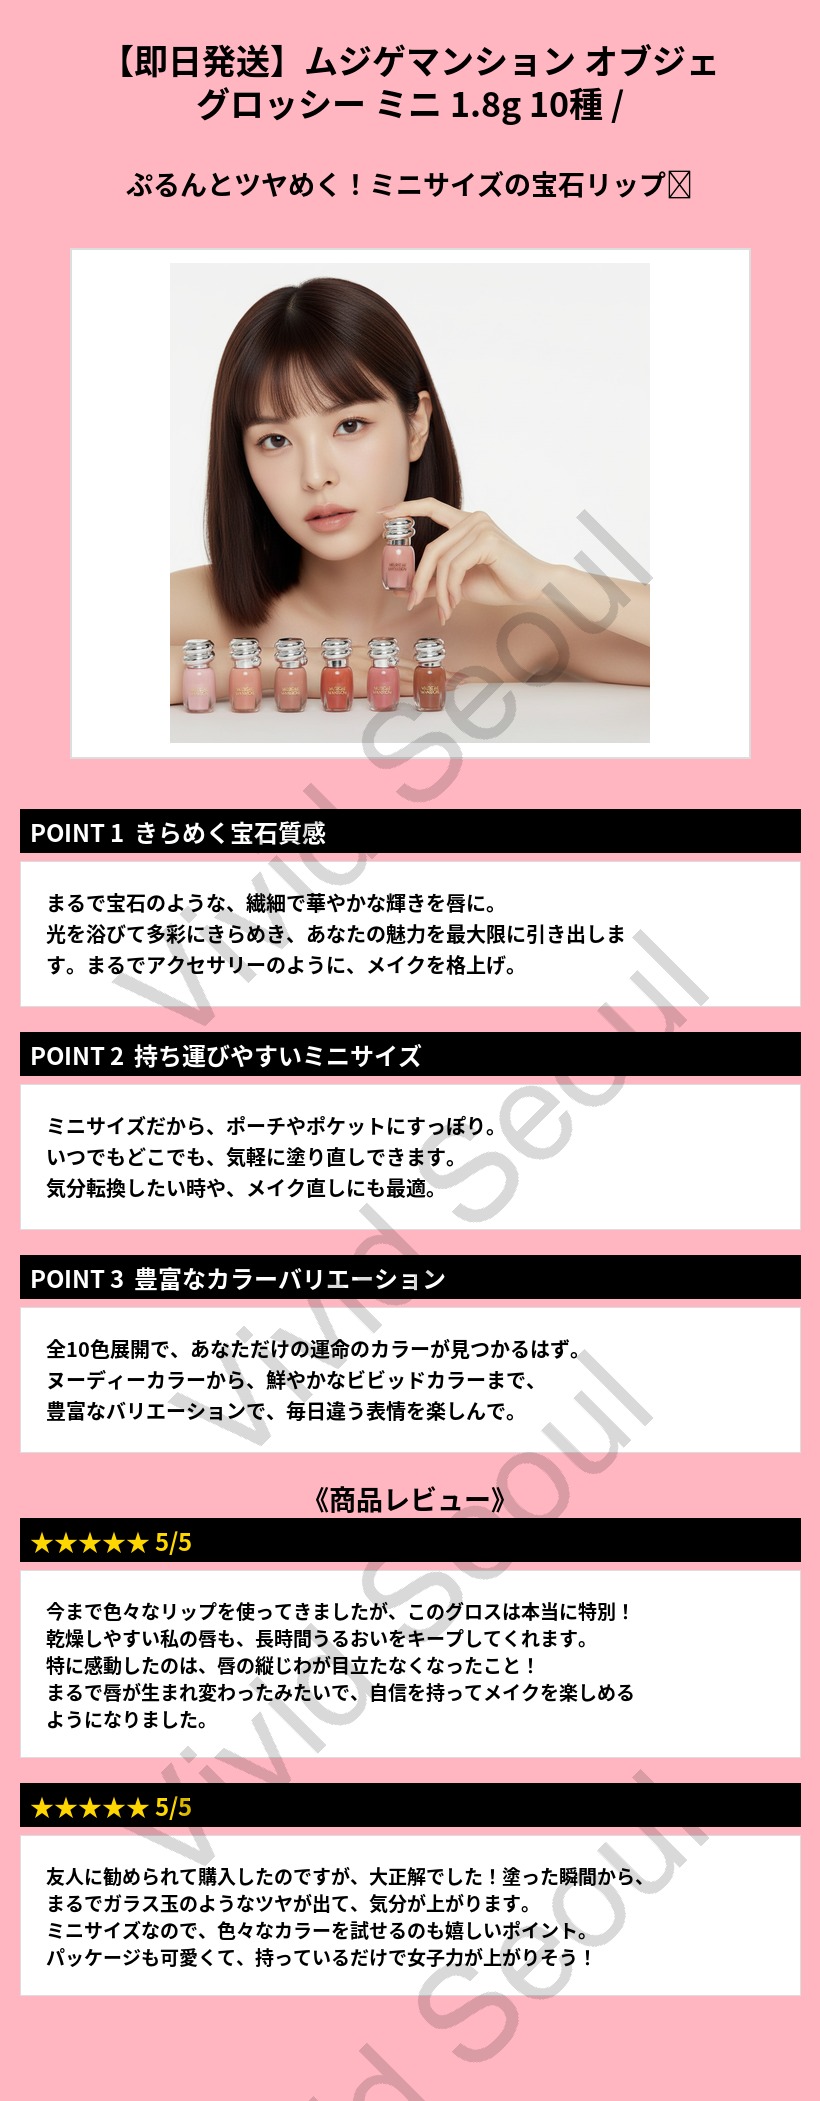 【即日発送】ムジゲマンション オブジェ
グロッシー ミニ 1.8g 10種 /
ぷるんとツヤめく！ミニサイズの宝石リップ
POINT 1 きらめく宝石質感
まるで宝石のような、繊細で華やかな輝きを唇に。
光を浴びて多彩にきらめき、あなたの魅力を最大限に引き出しま
す。まるでアクセサリーのように、メイクを格上げ。
POINT 2 持ち運びやすいミニサイズ
ミニサイズだから、ポーチやポケットにすっぽり。
いつでもどこでも、気軽に塗り直しできます。
気分転換したい時や、メイク直しにも最適。
POINT 3 豊富なカラーバリエーション
全10色展開で、あなただけの運命のカラーが見つかるはず。
ヌーディーカラーから、鮮やかなビビッドカラーまで、
豊富なバリエーションで、毎日違う表情を楽しんで。
《商品レビュー》
★★★★★ 5/5
今まで色々なリップを使ってきましたが、このグロスは本当に特別！
乾燥しやすい私の唇も、長時間うるおいをキープしてくれます。
特に感動したのは、唇の縦じわが目立たなくなったこと！
まるで唇が生まれ変わったみたいで、自信を持ってメイクを楽しめる
ようになりました。
★★★★★ 5/5
友人に勧められて購入したのですが、大正解でした！塗った瞬間から、
まるでガラス玉のようなツヤが出て、気分が上がります。
ミニサイズなので、色々なカラーを試せるのも嬉しいポイント。
パッケージも可愛くて、持っているだけで女子力が上がりそう！
Vivid Seoul
Vivid Seoul
Vivid Seoul
Vivid Seoul